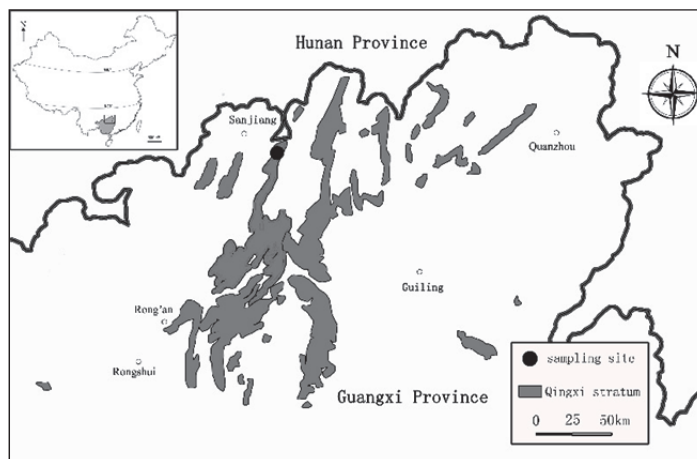 N
Hunan Province
N
Sanjiang
Quanzhou
Guiling
Rong'an
Rongshui
Guangxi Province
sampling site
Qingxi stratum
0 25 50km